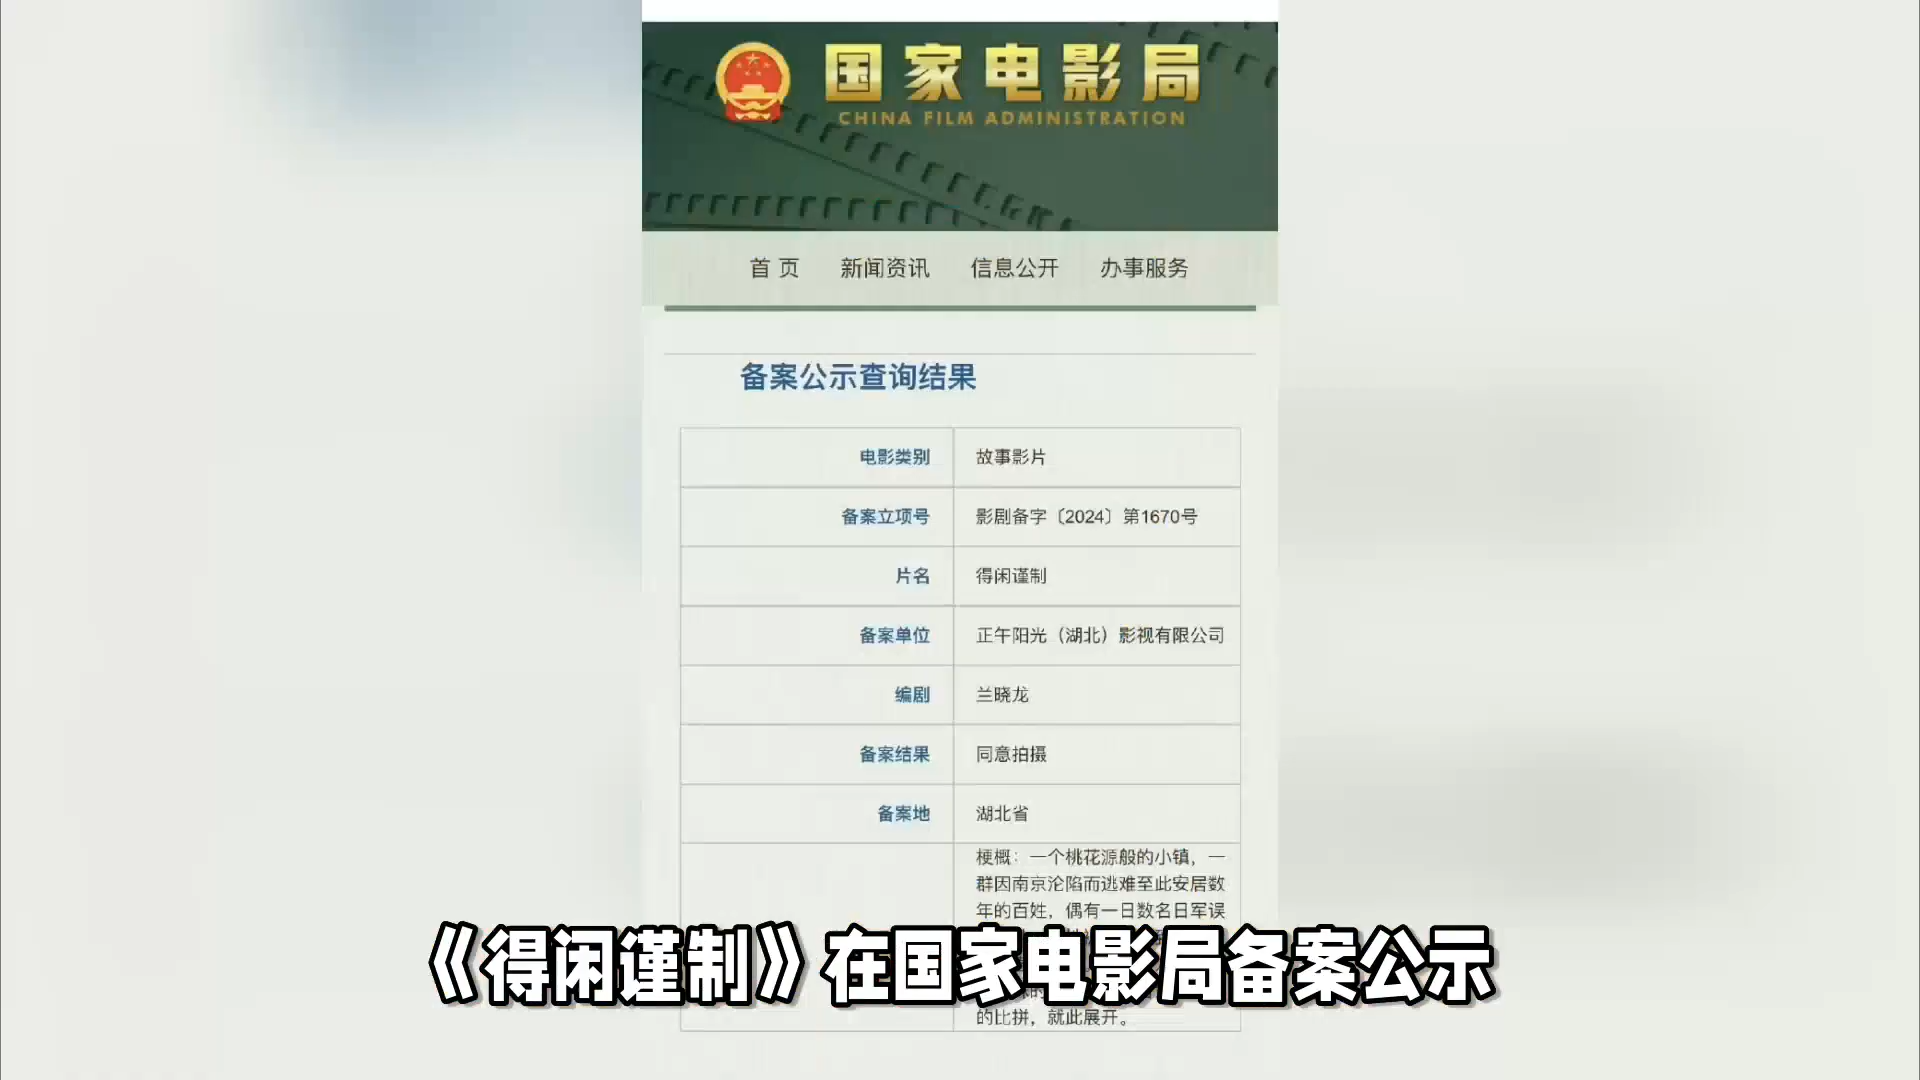 国家电影局
CHINA FILM ADMINISTRATION
首 页 新闻资讯 信息公开 办事服务
备案公示查询结果
电影类别 故事影片
备案立项号 影剧备字〔2024〕第1670号
片名 得闲谨制
备案单位 正午阳光（湖北）影视有限公司
编剧 兰晓龙
备案结果 同意拍摄
备案地 湖北省
梗概：一个桃花源般的小镇，一
群因南京沦陷而逃难至此安居数
年的百姓，偶有一日数名日军误
的比拼，就此展开。
《得闲谨制》在国家电影局备案公示